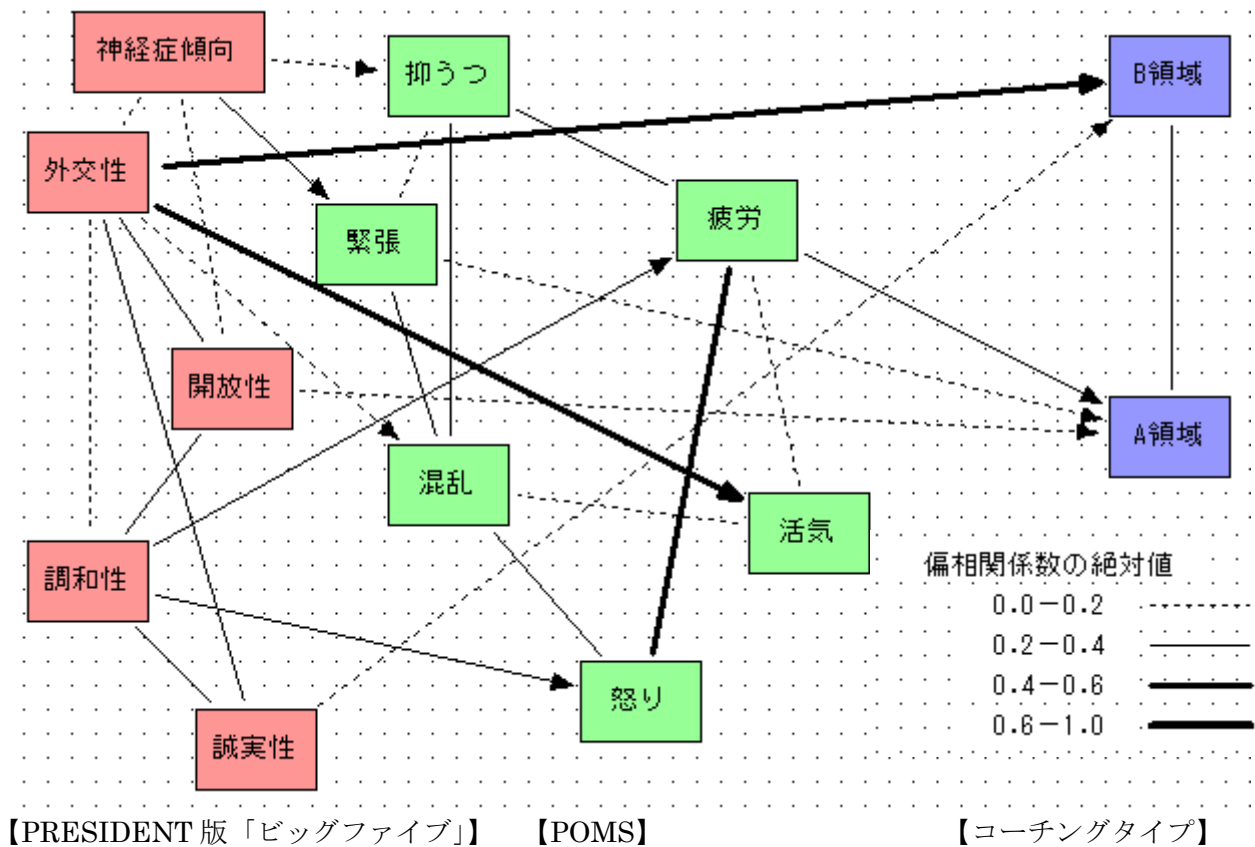 神経症傾向
抑うつ
B領域
外交性
疲労
緊張
開放性
A領域
混乱
活気
調和性
偏相関係数の絶対値
0.0－0.2
0.2－0.4
怒り
0.4－0.6
0.6－1.0
誠実性
【PRESIDENT 版「ビッグファイブ」】 【POMS】 【コーチングタイプ】